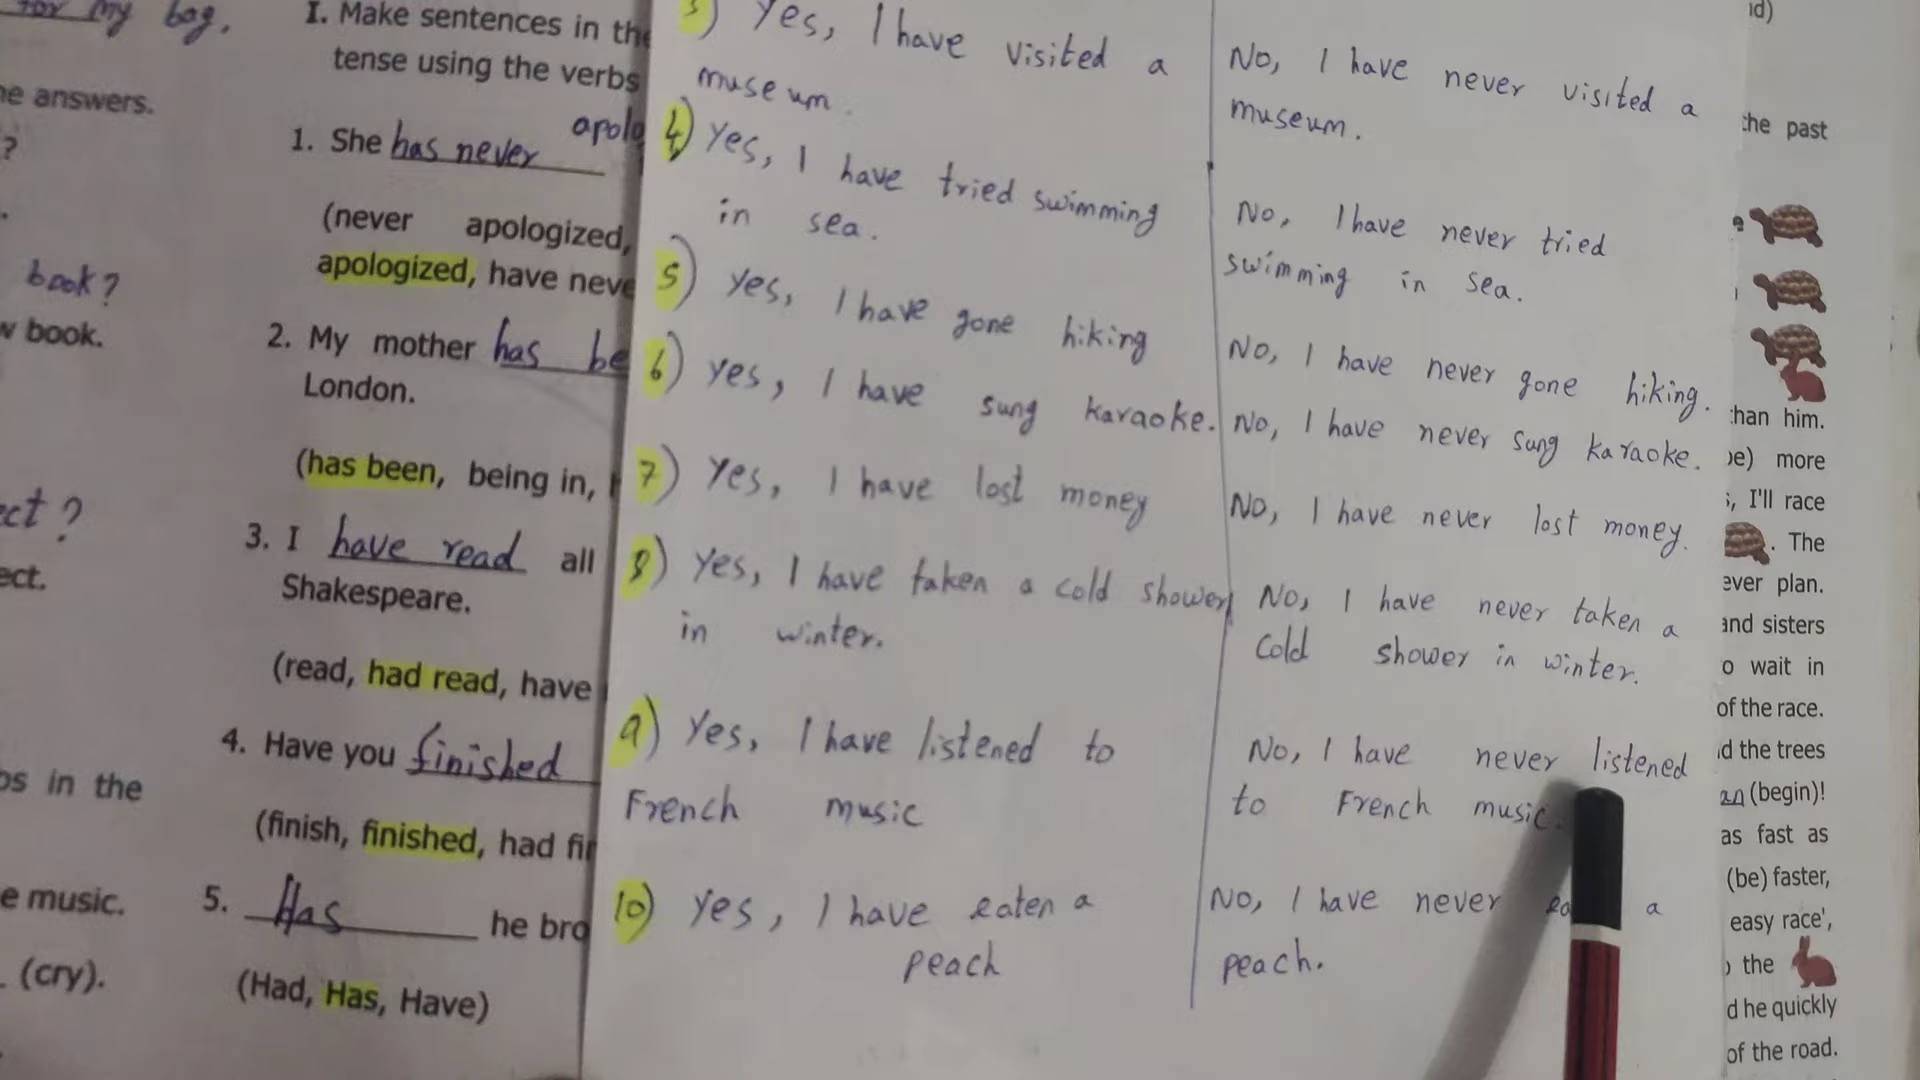 for my bag.
he answers.
?
book?
w book.
ect?
ect.
bs in the
e music.
(cry).
I. Make sentences in the
tense using the verbs
1. She has never apolo
(never apologized,
apologized, have neve
2. My mother has be
London.
(has been, being in,
3. I have read all
Shakespeare.
(read, had read, have
4. Have you finished
(finish, finished, had fin
5. Has he bro
(Had, Has, Have)
3) Yes, I have visited a
museum.
4) Yes, I have tried swimming
in sea.
5) Yes, I have gone hiking
6) Yes, I have sung karaoke.
7) Yes, I have lost money
8) Yes, I have taken a cold shower
in winter.
9) Yes, I have listened to
French music
10) Yes, I have eaten a
peach
No, I have never visited a
museum.
No, I have never tried
swimming in sea.
No, I have never gone hiking.
No, I have never sung karaoke.
No, I have never lost money.
No, I have never taken a
cold shower in winter.
No, I have never listened
to French music.
No, I have never ea a
peach.
the past
than him.
be) more
, I'll race
. The
ever plan.
and sisters
o wait in
of the race.
d the trees
an (begin)!
as fast as
(be) faster,
easy race',
the
d he quickly
of the road.